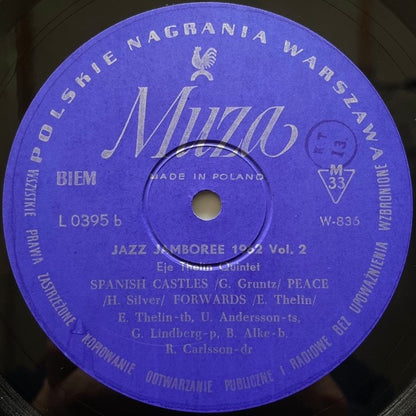 POLSKIE NAGRANIA WARSZAWA
Muza
MADE IN POLAND
BIEM
KT
13.
M
33
L 0395 b
W-836
JAZZ JAMBOREE 1962 Vol. 2
Eje Thelin Quintet
SPANISH CASTLES /G. Gruntz/ PEACE
/H. Silver/ FORWARDS /E. Thelin/
E. Thelin-tb, U. Andersson-ts,
G. Lindberg-p, B. Alke-b,
R. Carlsson-dr
WSZYSTKIE PRAWA ZASTRZEŻONE KOPIOWANIE ODTWARZANIE PUBLICZNE I RADIOWE BEZ UPOWAŻNIENIA WZBRONIONE